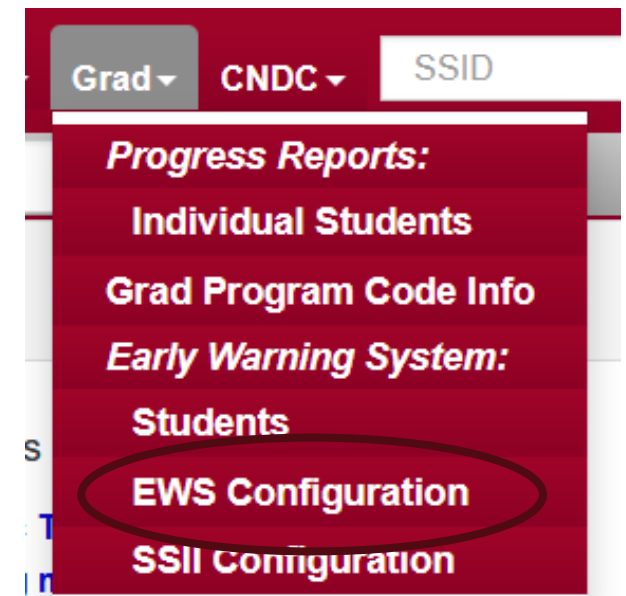 Grad CNDC SSID
Progress Reports:
Individual Students
Grad Program Code Info
Early Warning System:
Students
EWS Configuration
SSII Configuration